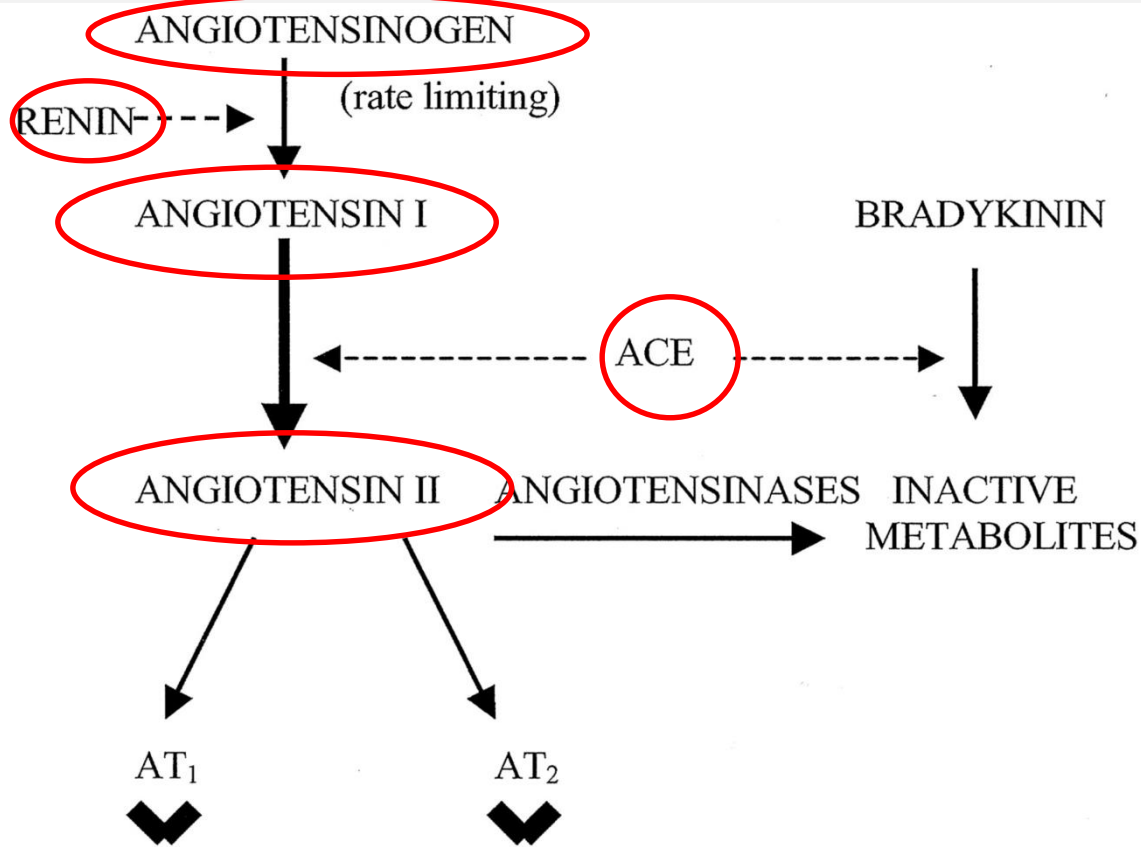 ANGIOTENSINOGEN
(rate limiting)
RENIN
ANGIOTENSIN I
BRADYKININ
ACE
ANGIOTENSIN II
ANGIOTENSINASES
INACTIVE
METABOLITES
AT₁
AT₂